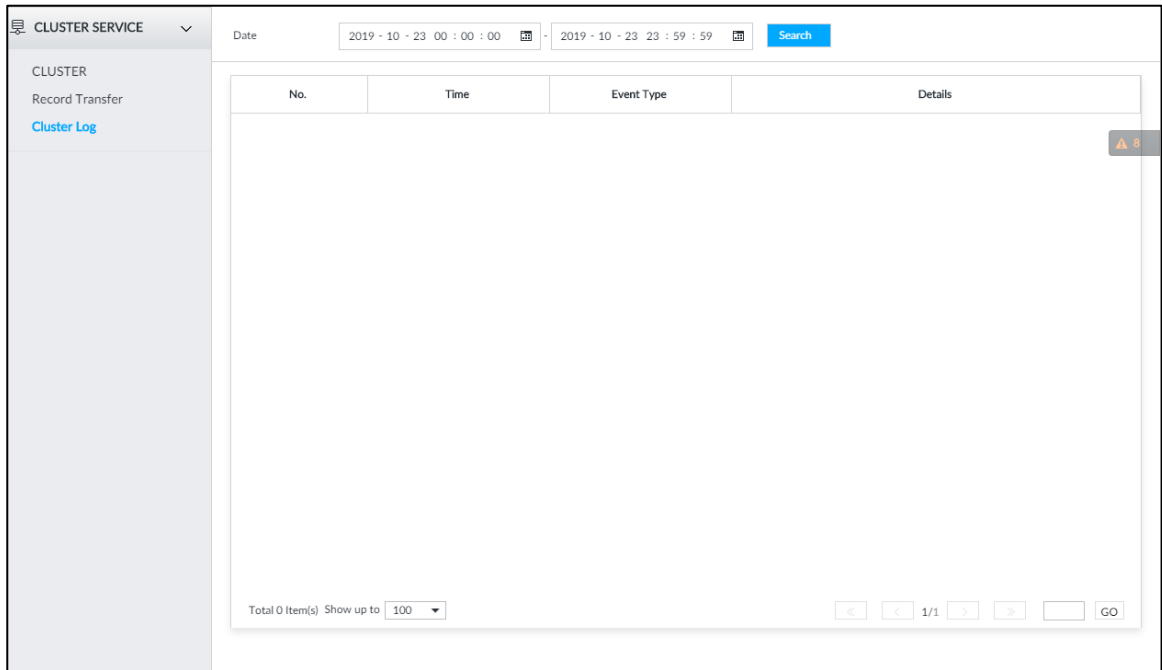 CLUSTER SERVICE
CLUSTER
Record Transfer
Cluster Log
Date 2019 - 10 - 23 00 : 00 : 00 - 2019 - 10 - 23 23 : 59 : 59 Search
No. Time Event Type Details
8
Total 0 Item(s) Show up to 100 1/1 GO